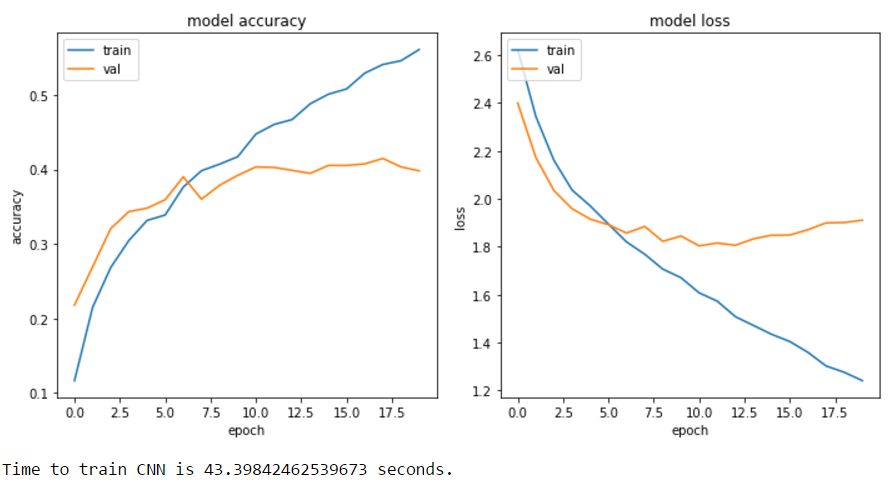 model accuracy
train
val
0.5
0.4
0.3
0.2
0.1
accuracy
0.0 2.5 5.0 7.5 10.0 12.5 15.0 17.5
epoch
model loss
train
val
2.6
2.4
2.2
2.0
1.8
1.6
1.4
1.2
loss
0.0 2.5 5.0 7.5 10.0 12.5 15.0 17.5
epoch
Time to train CNN is 43.39842462539673 seconds.